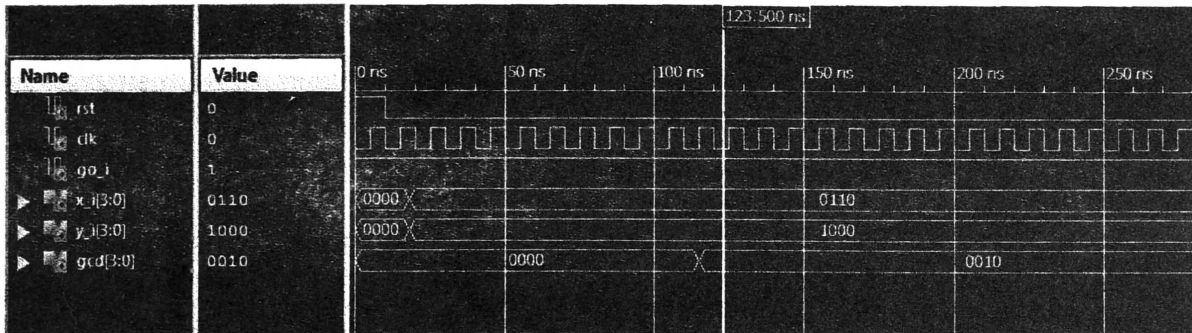 123.500 ns
Name Value 0 ns 50 ns 100 ns 150 ns 200 ns 250 ns
rst 0
clk 0
go_i 1
x_i[3:0] 0110 0000 0110
y_i[3:0] 1000 0000 1000
gcd[3:0] 0010 0000 0010